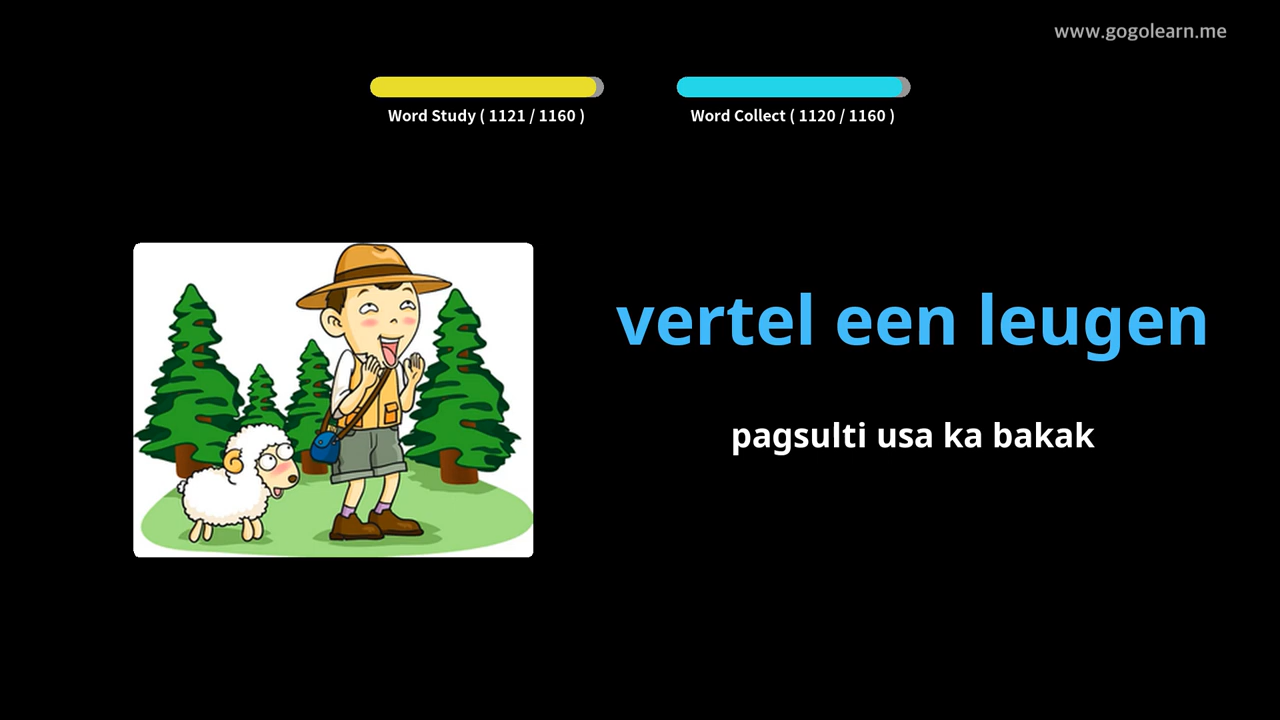 www.gogolearn.me
Word Study ( 1121 / 1160 )
Word Collect ( 1120 / 1160 )
vertel een leugen
pagsulti usa ka bakak